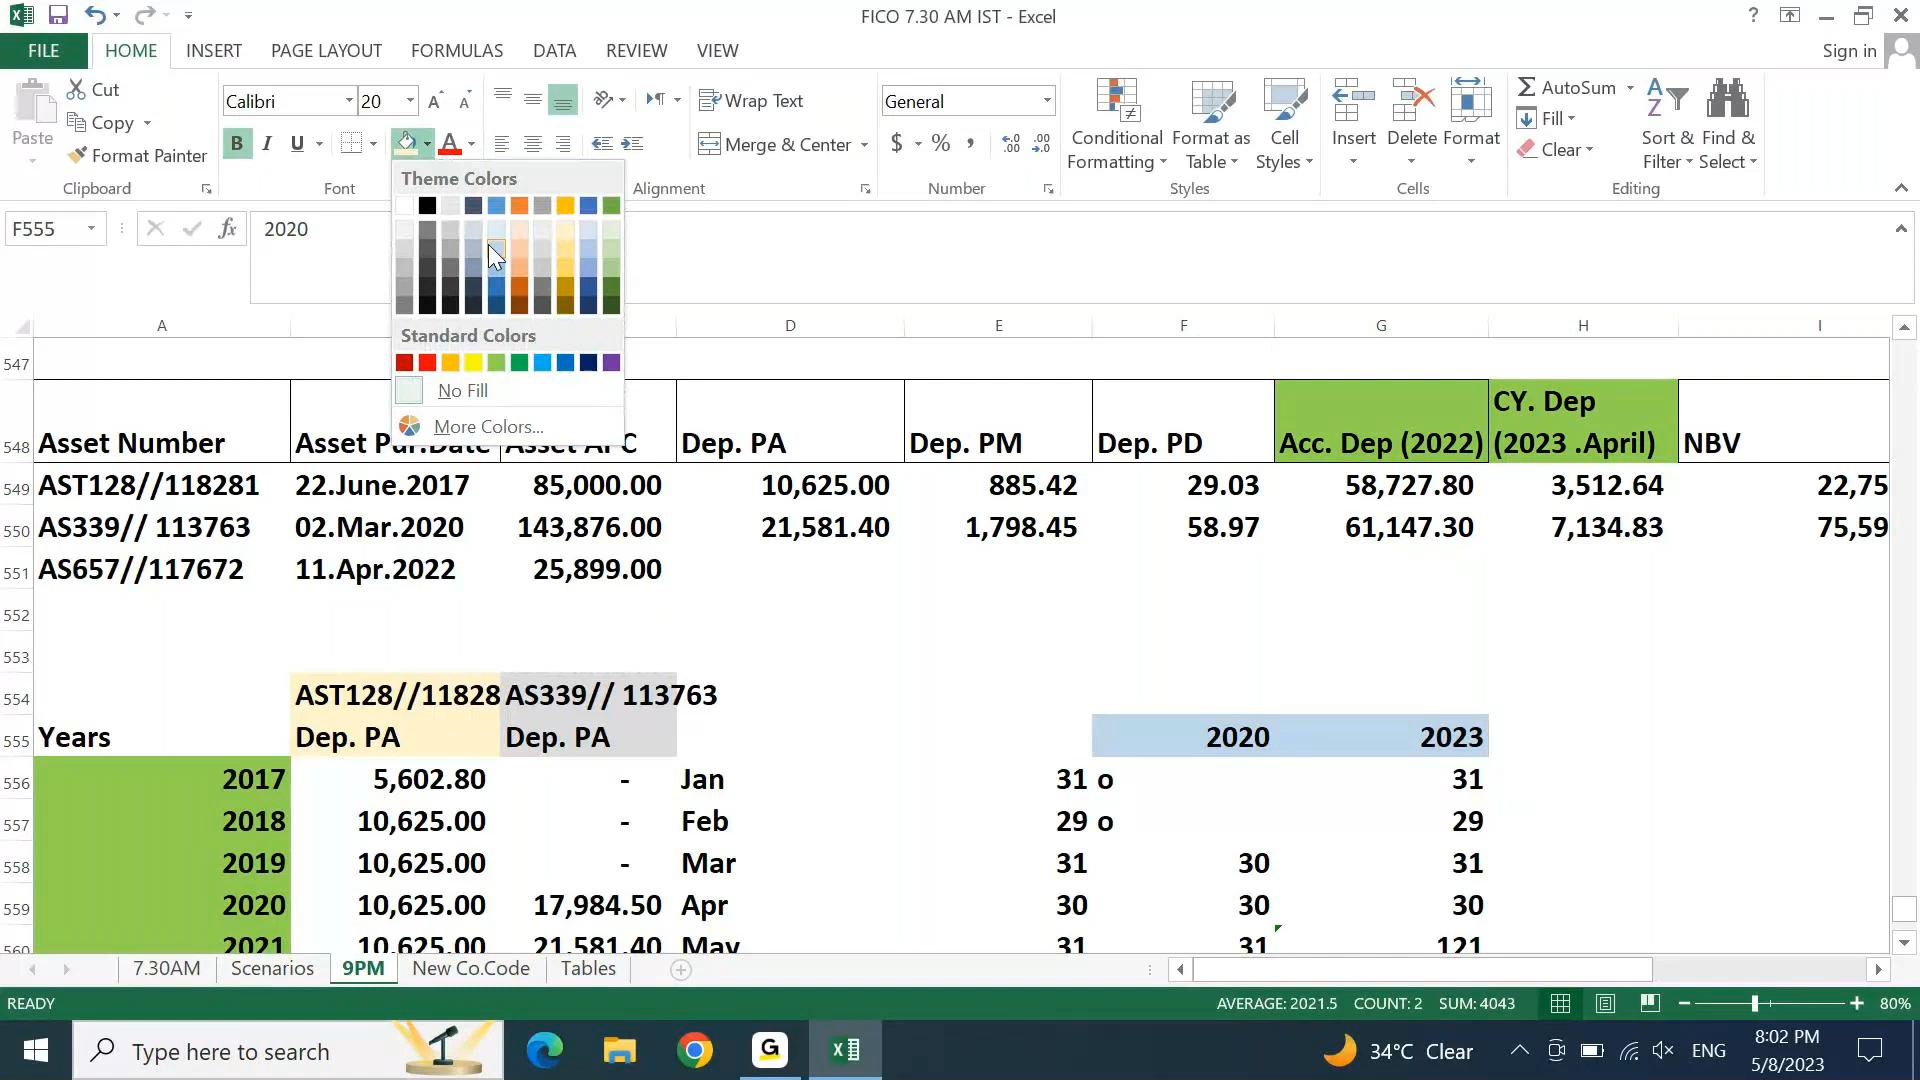 FICO 7.30 AM IST - Excel
?
FILE
HOME
INSERT
PAGE LAYOUT
FORMULAS
DATA
REVIEW
VIEW
Sign in
Paste
Cut
Copy
Format Painter
Clipboard
Calibri
20
B I U
Font
Wrap Text
Merge & Center
Alignment
General
$ % ,
Number
Conditional Formatting
Format as Table
Cell Styles
Styles
Insert
Delete
Format
Cells
AutoSum
Fill
Clear
Sort & Filter
Find & Select
Editing
F555
fx
2020
Theme Colors
Standard Colors
No Fill
More Colors...
A D E F G H I
547
548 Asset Number Asset Pur.Date Asset APC Dep. PA Dep. PM Dep. PD Acc. Dep (2022) CY. Dep (2023 .April) NBV
549 AST128//118281 22.June.2017 85,000.00 10,625.00 885.42 29.03 58,727.80 3,512.64 22,75
550 AS339// 113763 02.Mar.2020 143,876.00 21,581.40 1,798.45 58.97 61,147.30 7,134.83 75,59
551 AS657//117672 11.Apr.2022 25,899.00
552
553
554 AST128//11828 AS339// 113763
555 Years Dep. PA Dep. PA 2020 2023
556 2017 5,602.80 - Jan 31 o 31
557 2018 10,625.00 - Feb 29 o 29
558 2019 10,625.00 - Mar 31 30 31
559 2020 10,625.00 17,984.50 Apr 30 30 30
560 2021 10,625.00 21,581.40 May 31 31 121
7.30AM
Scenarios
9PM
New Co.Code
Tables
READY
AVERAGE: 2021.5 COUNT: 2 SUM: 4043
80%
Type here to search
34°C Clear
ENG
8:02 PM
5/8/2023